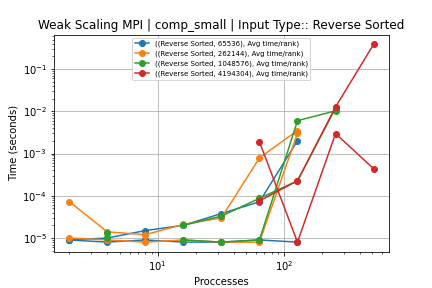 Weak Scaling MPI | comp_small | Input Type:: Reverse Sorted
((Reverse Sorted, 65536), Avg time/rank)
((Reverse Sorted, 262144), Avg time/rank)
((Reverse Sorted, 1048576), Avg time/rank)
((Reverse Sorted, 4194304), Avg time/rank)
10⁻¹
10⁻²
10⁻³
10⁻⁴
10⁻⁵
Time (seconds)
10¹ 10²
Proccesses